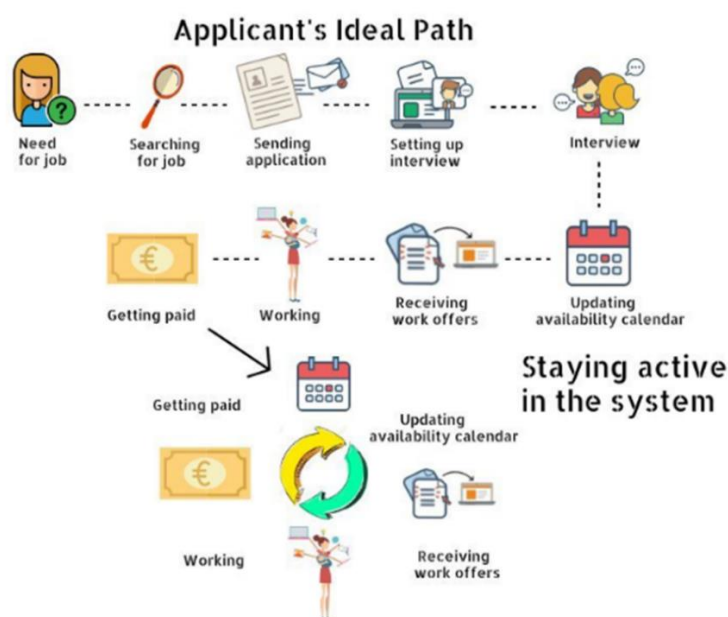 Applicant's Ideal Path
?
Need
for job
Searching
for job
Sending
application
Setting up
interview
Interview
€
Getting paid
Working
Receiving
work offers
Updating
availability calendar
Staying active
in the system
Getting paid
Updating
availability calendar
€
Working
Receiving
work offers